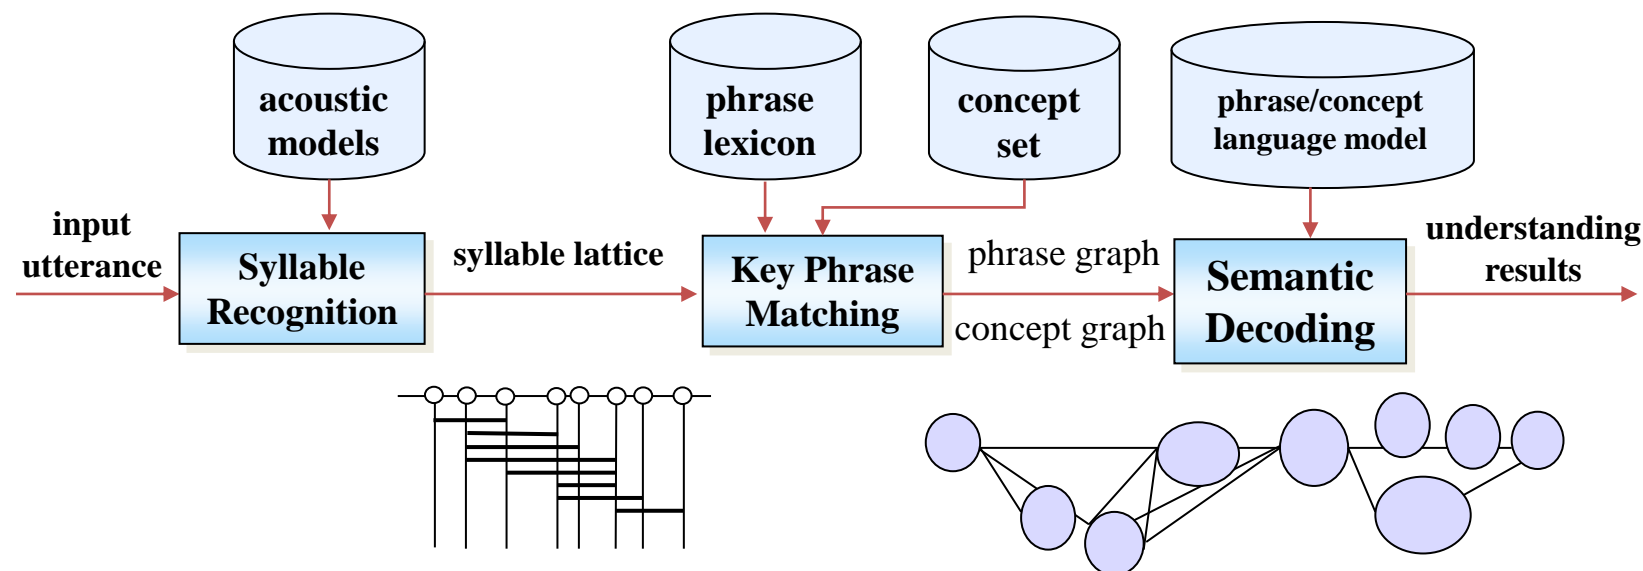 acoustic
models
phrase
lexicon
concept
set
phrase/concept
language model
input
utterance
Syllable
Recognition
syllable lattice
Key Phrase
Matching
phrase graph
concept graph
Semantic
Decoding
understanding
results